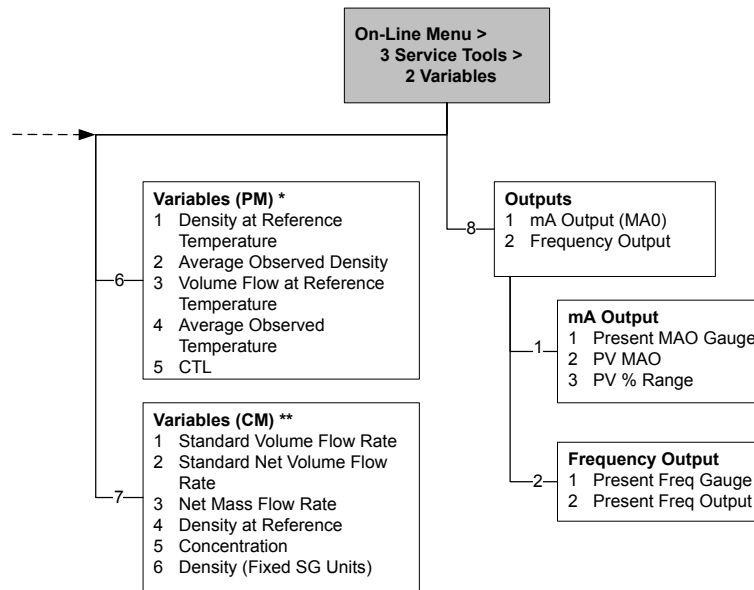 On-Line Menu >
3 Service Tools >
2 Variables
6
Variables (PM) *
1 Density at Reference
Temperature
2 Average Observed Density
3 Volume Flow at Reference
Temperature
4 Average Observed
Temperature
5 CTL
7
Variables (CM) **
1 Standard Volume Flow Rate
2 Standard Net Volume Flow
Rate
3 Net Mass Flow Rate
4 Density at Reference
5 Concentration
6 Density (Fixed SG Units)
8
Outputs
1 mA Output (MA0)
2 Frequency Output
1
mA Output
1 Present MAO Gauge
2 PV MAO
3 PV % Range
2
Frequency Output
1 Present Freq Gauge
2 Present Freq Output